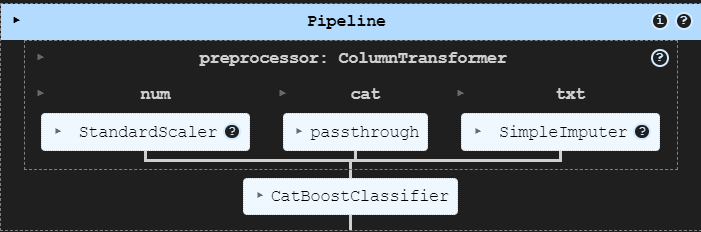 Pipeline i ?
preprocessor: ColumnTransformer ?
num cat txt
StandardScaler ? passthrough SimpleImputer ?
CatBoostClassifier